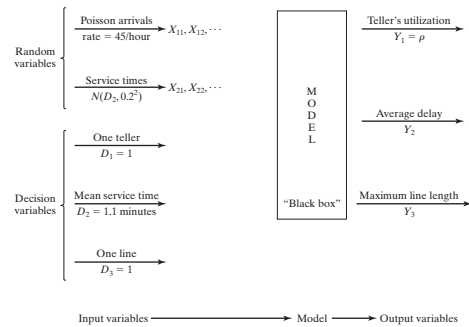 Random
variables
Poisson arrivals
rate = 45/hour
X₁₁, X₁₂, ···
Service times
N(D₂, 0.2²)
X₂₁, X₂₂, ···
Decision
variables
One teller
D₁ = 1
Mean service time
D₂ = 1.1 minutes
One line
D₃ = 1
M
O
D
E
L
“Black box”
Teller’s utilization
Y₁ = ρ
Average delay
Y₂
Maximum line length
Y₃
Input variables
Model
Output variables